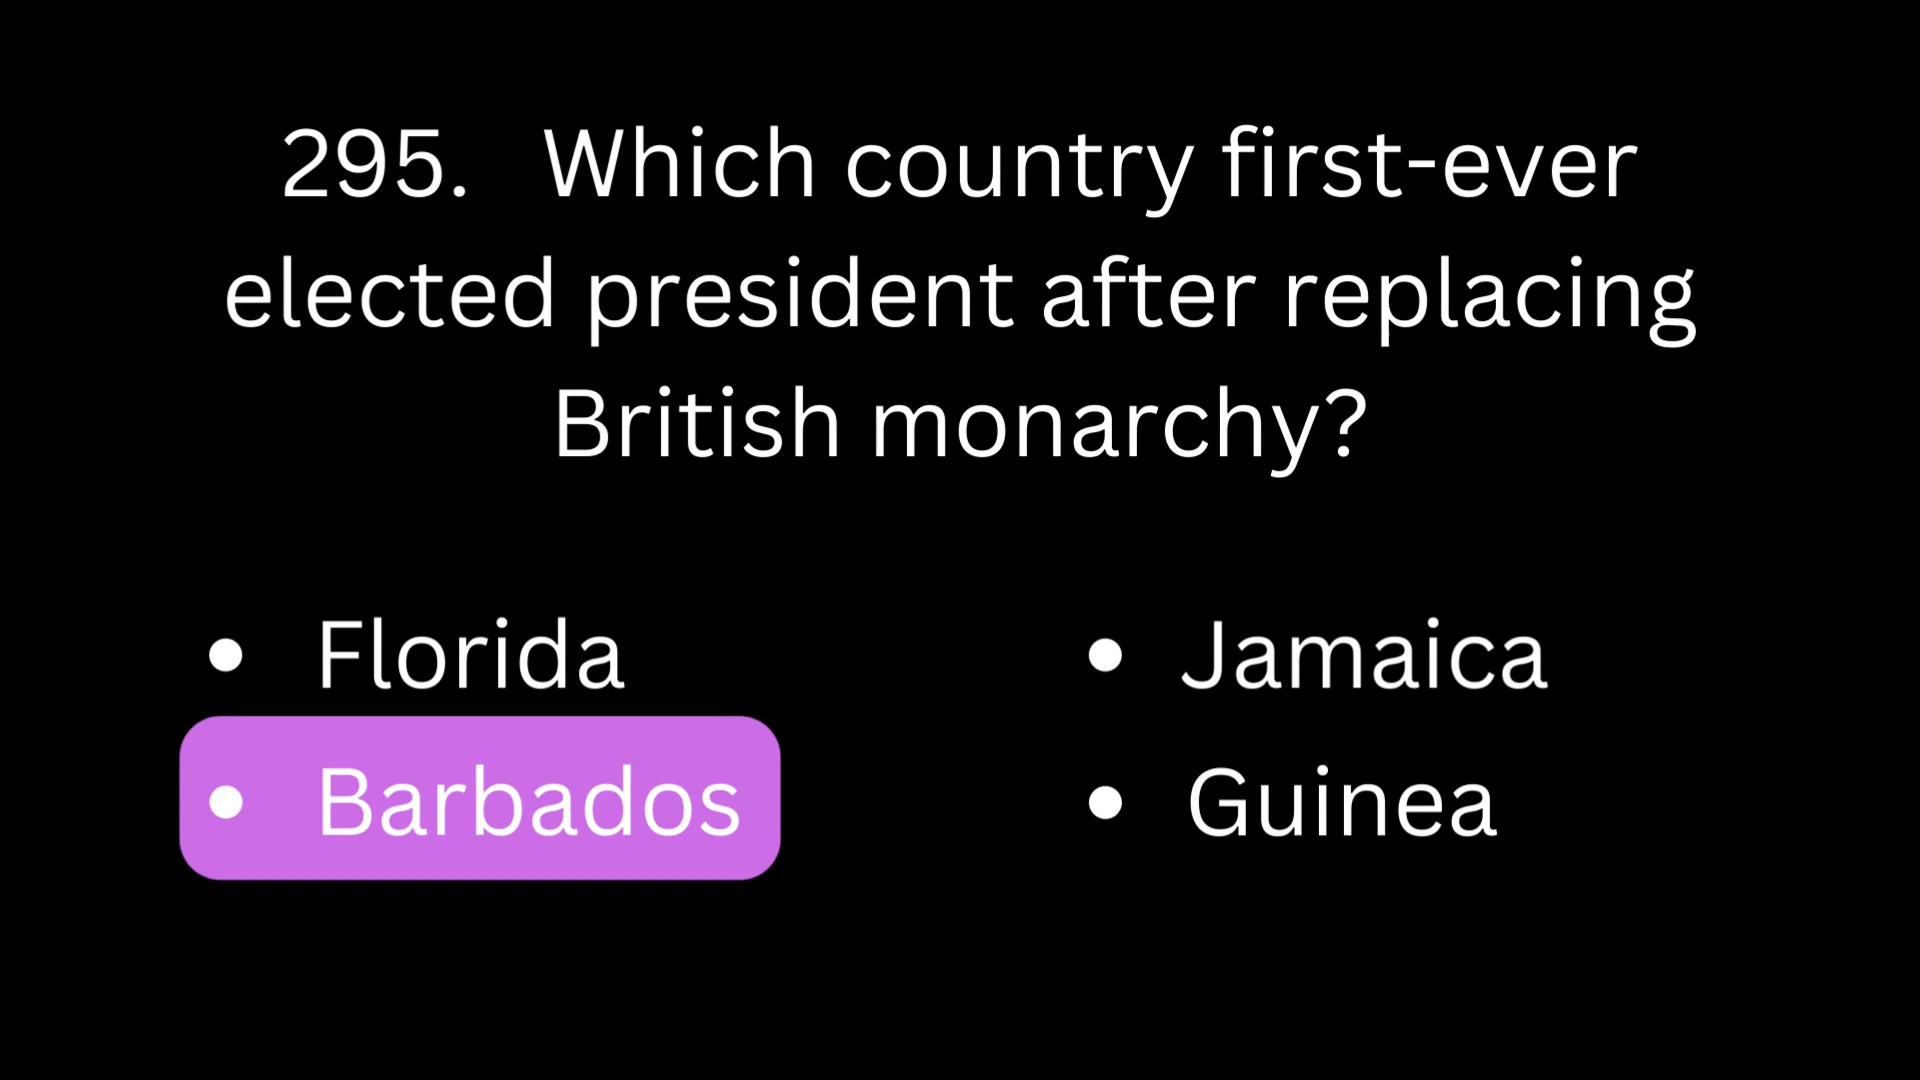 295. Which country first-ever
elected president after replacing
British monarchy?
• Florida
• Barbados
• Jamaica
• Guinea